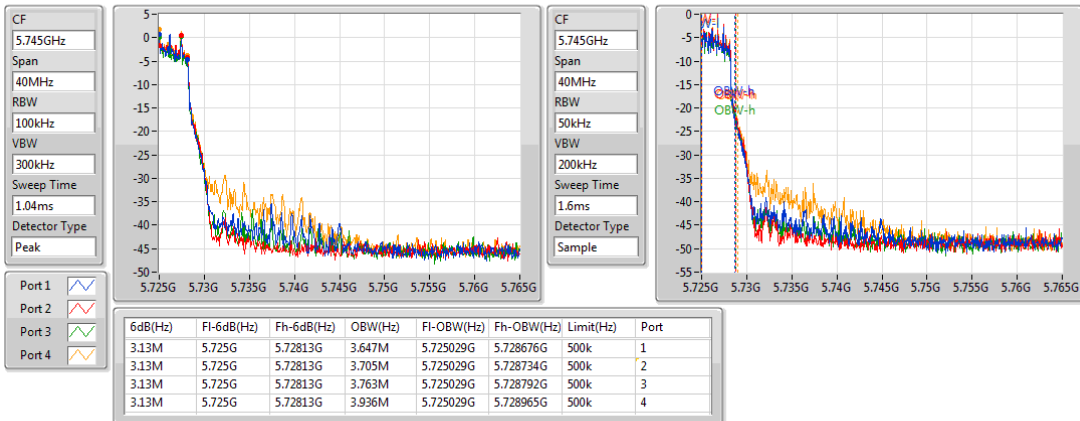 CF
5.745GHz
Span
40MHz
RBW
100kHz
VBW
300kHz
Sweep Time
1.04ms
Detector Type
Peak
5
0
-5
-10
-15
-20
-25
-30
-35
-40
-45
-50
5.725G 5.73G 5.735G 5.74G 5.745G 5.75G 5.755G 5.76G 5.765G
CF
5.745GHz
Span
40MHz
RBW
50kHz
VBW
200kHz
Sweep Time
1.6ms
Detector Type
Sample
0
-5
-10
-15
-20
-25
-30
-35
-40
-45
-50
-55
OBW-h
OBW-h
5.725G 5.73G 5.735G 5.74G 5.745G 5.75G 5.755G 5.76G 5.765G
Port 1
Port 2
Port 3
Port 4
6dB(Hz) Fl-6dB(Hz) Fh-6dB(Hz) OBW(Hz) Fl-OBW(Hz) Fh-OBW(Hz) Limit(Hz) Port
3.13M 5.725G 5.72813G 3.647M 5.725029G 5.728676G 500k 1
3.13M 5.725G 5.72813G 3.705M 5.725029G 5.728734G 500k 2
3.13M 5.725G 5.72813G 3.763M 5.725029G 5.728792G 500k 3
3.13M 5.725G 5.72813G 3.936M 5.725029G 5.728965G 500k 4